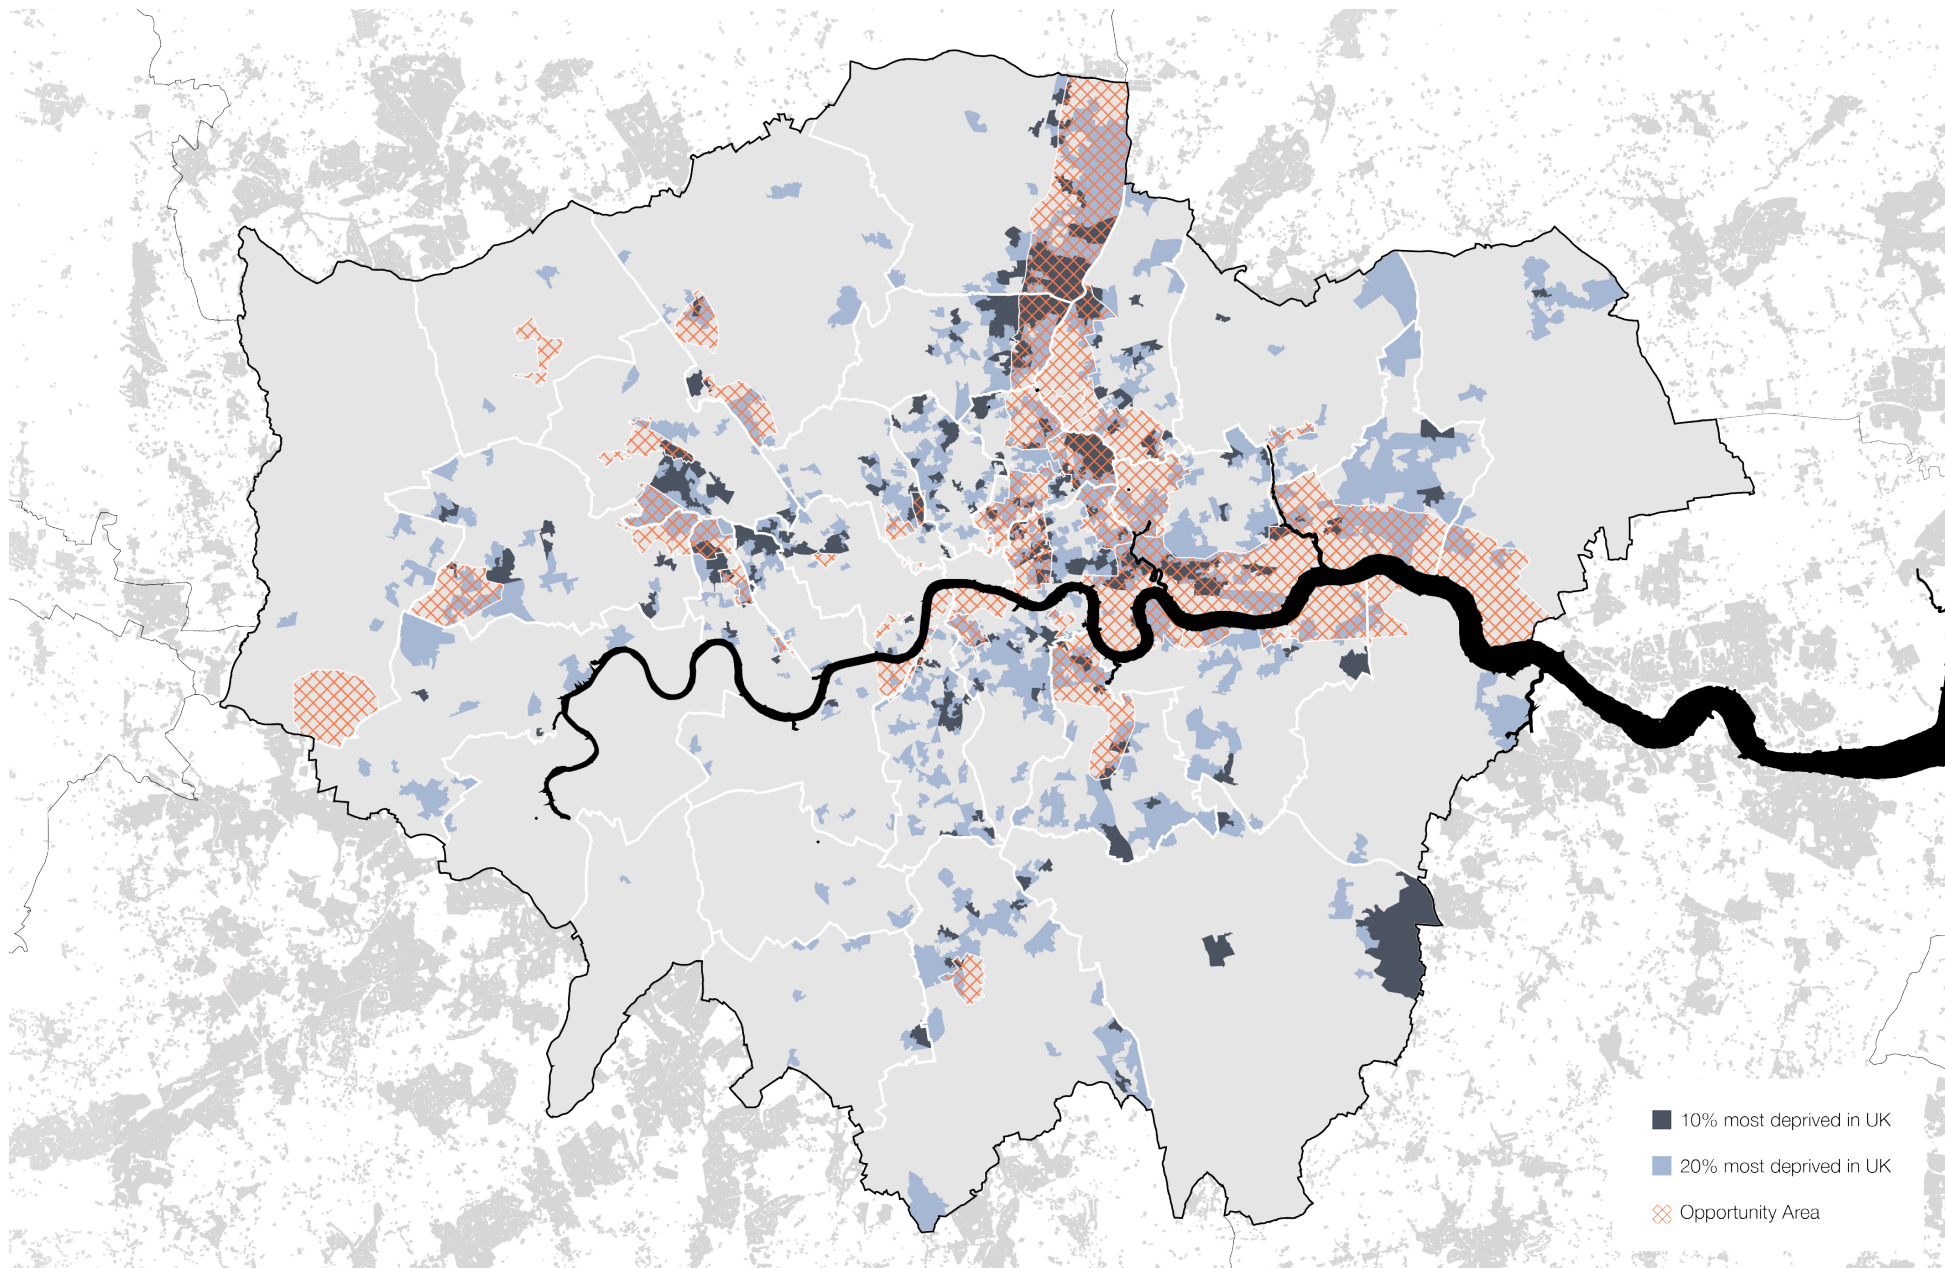 10% most deprived in UK
20% most deprived in UK
Opportunity Area